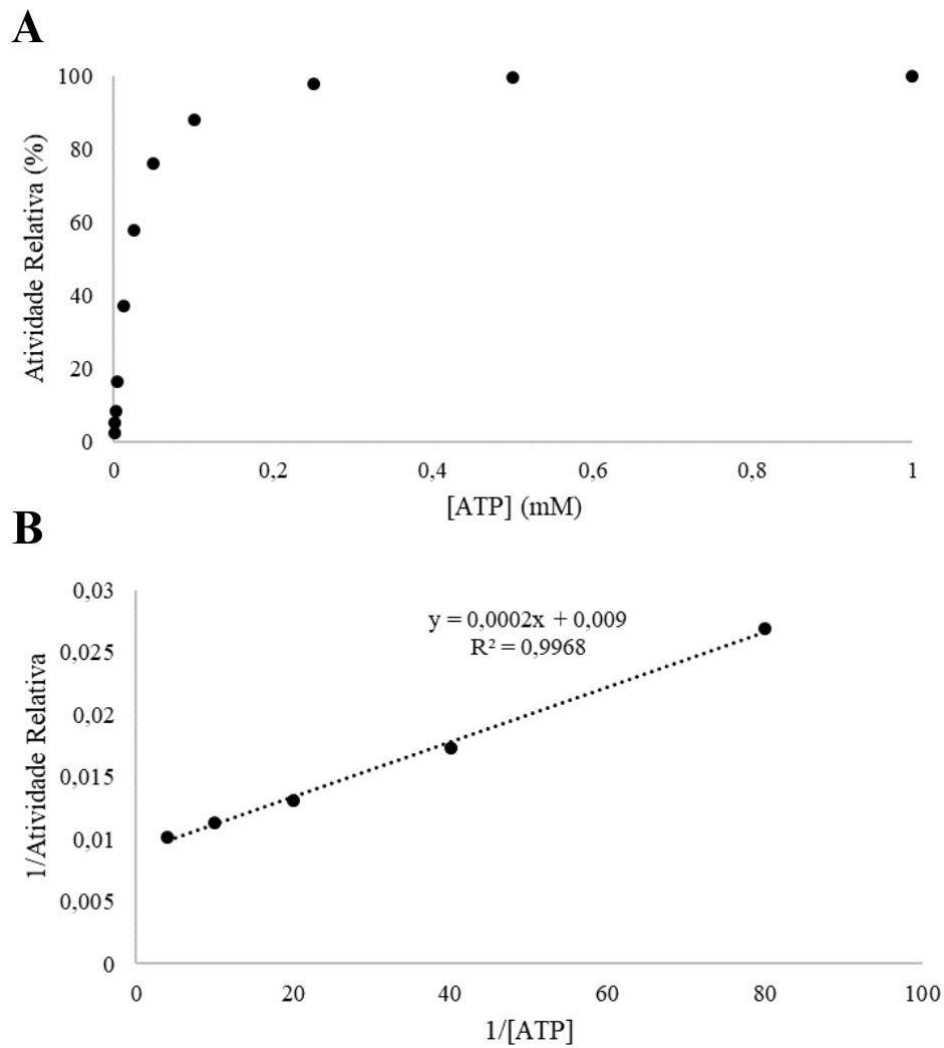 A
100
80
60
40
20
0
Atividade Relativa (%)
0 0,2 0,4 0,6 0,8 1
[ATP] (mM)
B
0,03
0,025
0,02
0,015
0,01
0,005
0
1/Atividade Relativa
y = 0,0002x + 0,009
R² = 0,9968
0 20 40 60 80 100
1/[ATP]